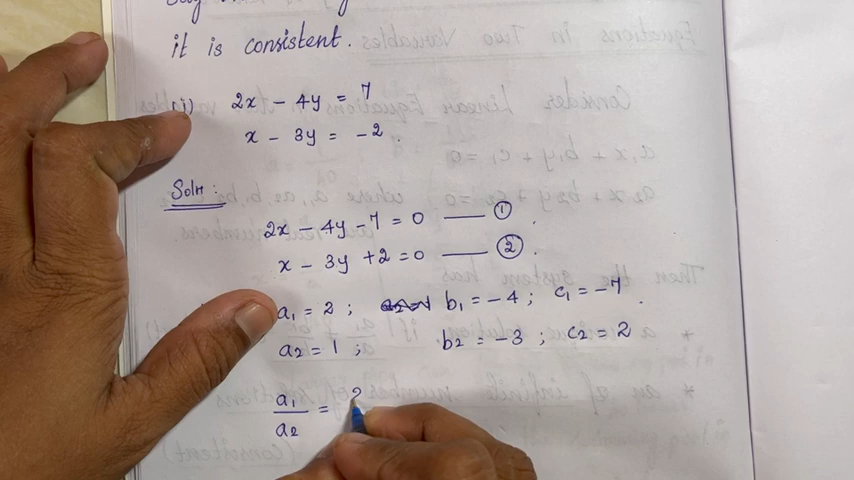 it is consistent.
(i) 2x - 4y = 7
x - 3y = -2.
Soln:
2x - 4y - 7 = 0 —— ①
x - 3y + 2 = 0 —— ②
a₁ = 2 ; b₁ = -4 ; c₁ = -7.
a₂ = 1 ; b₂ = -3 ; c₂ = 2
a₁/a₂ = 2